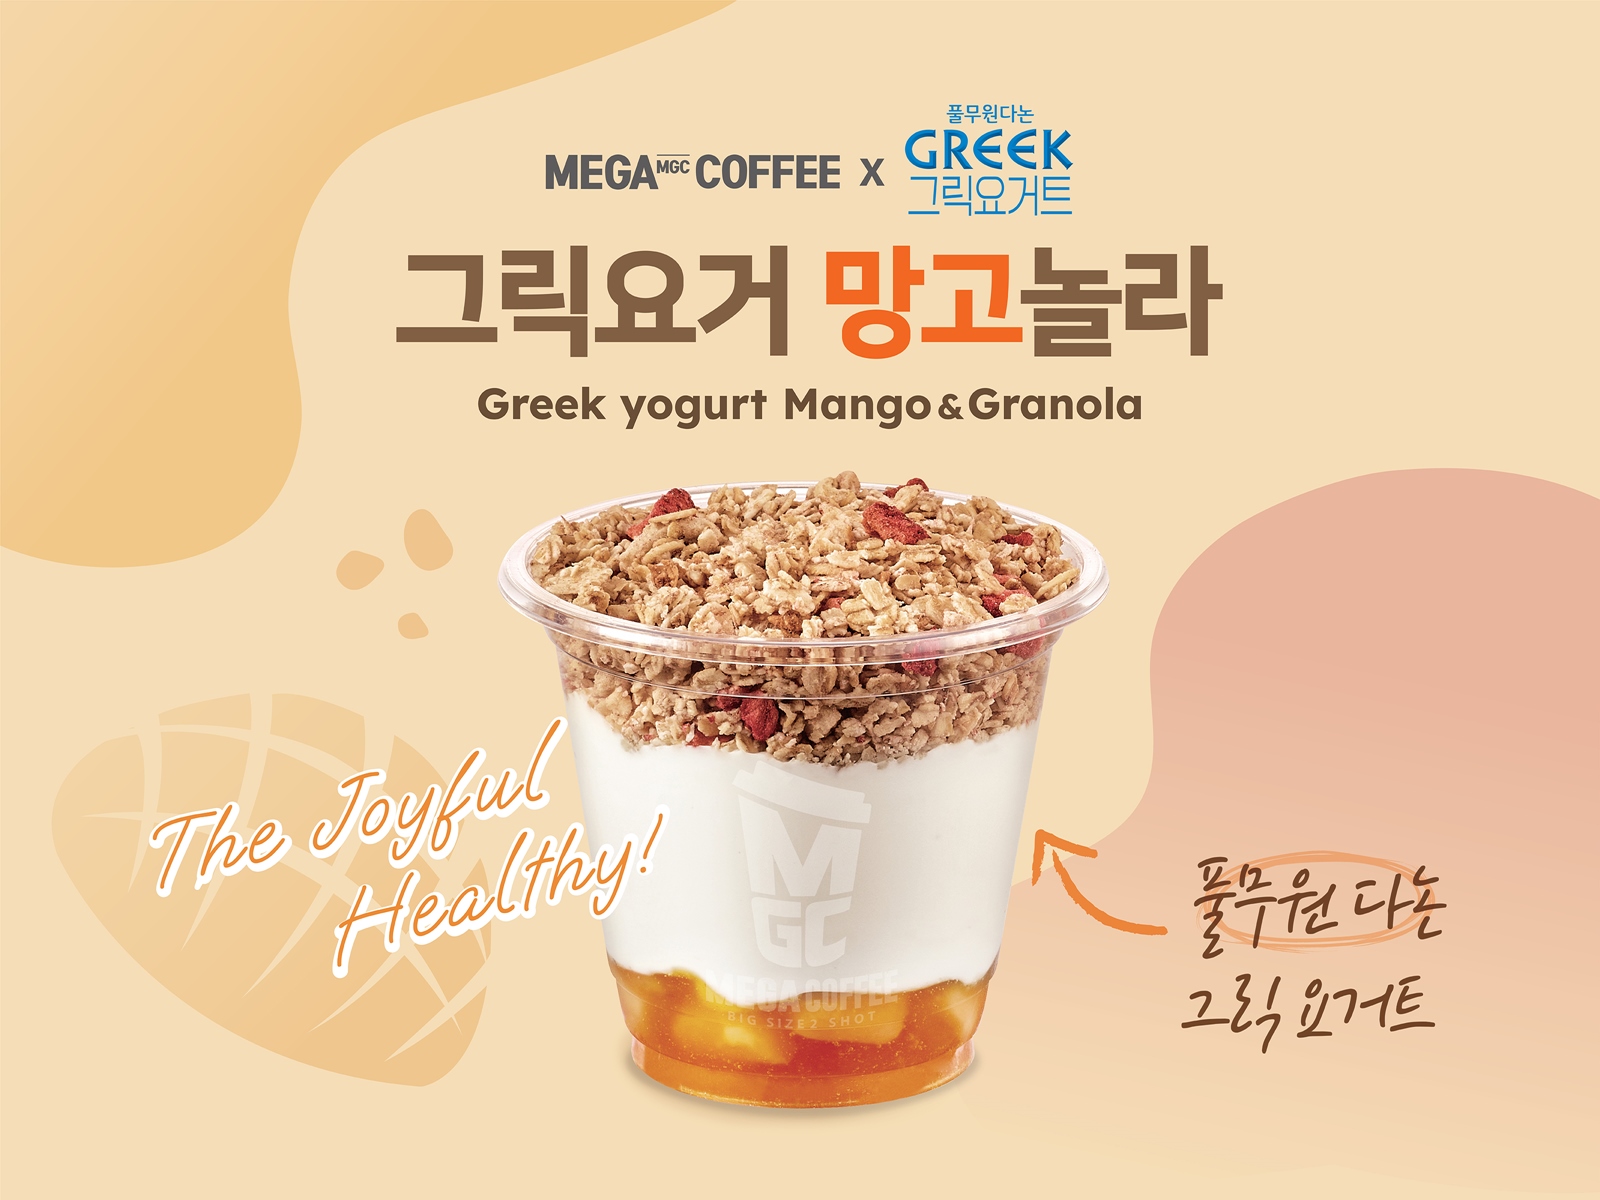 풀무원다논
MEGA MGC COFFEE X GREEK
그릭요거트
그릭요거 망고놀라
Greek yogurt Mango & Granola
The Joyful
Healthy!
M
GC
MEGA COFFEE
BIG SIZE 2 SHOT
풀무원 다논
그릭 요거트